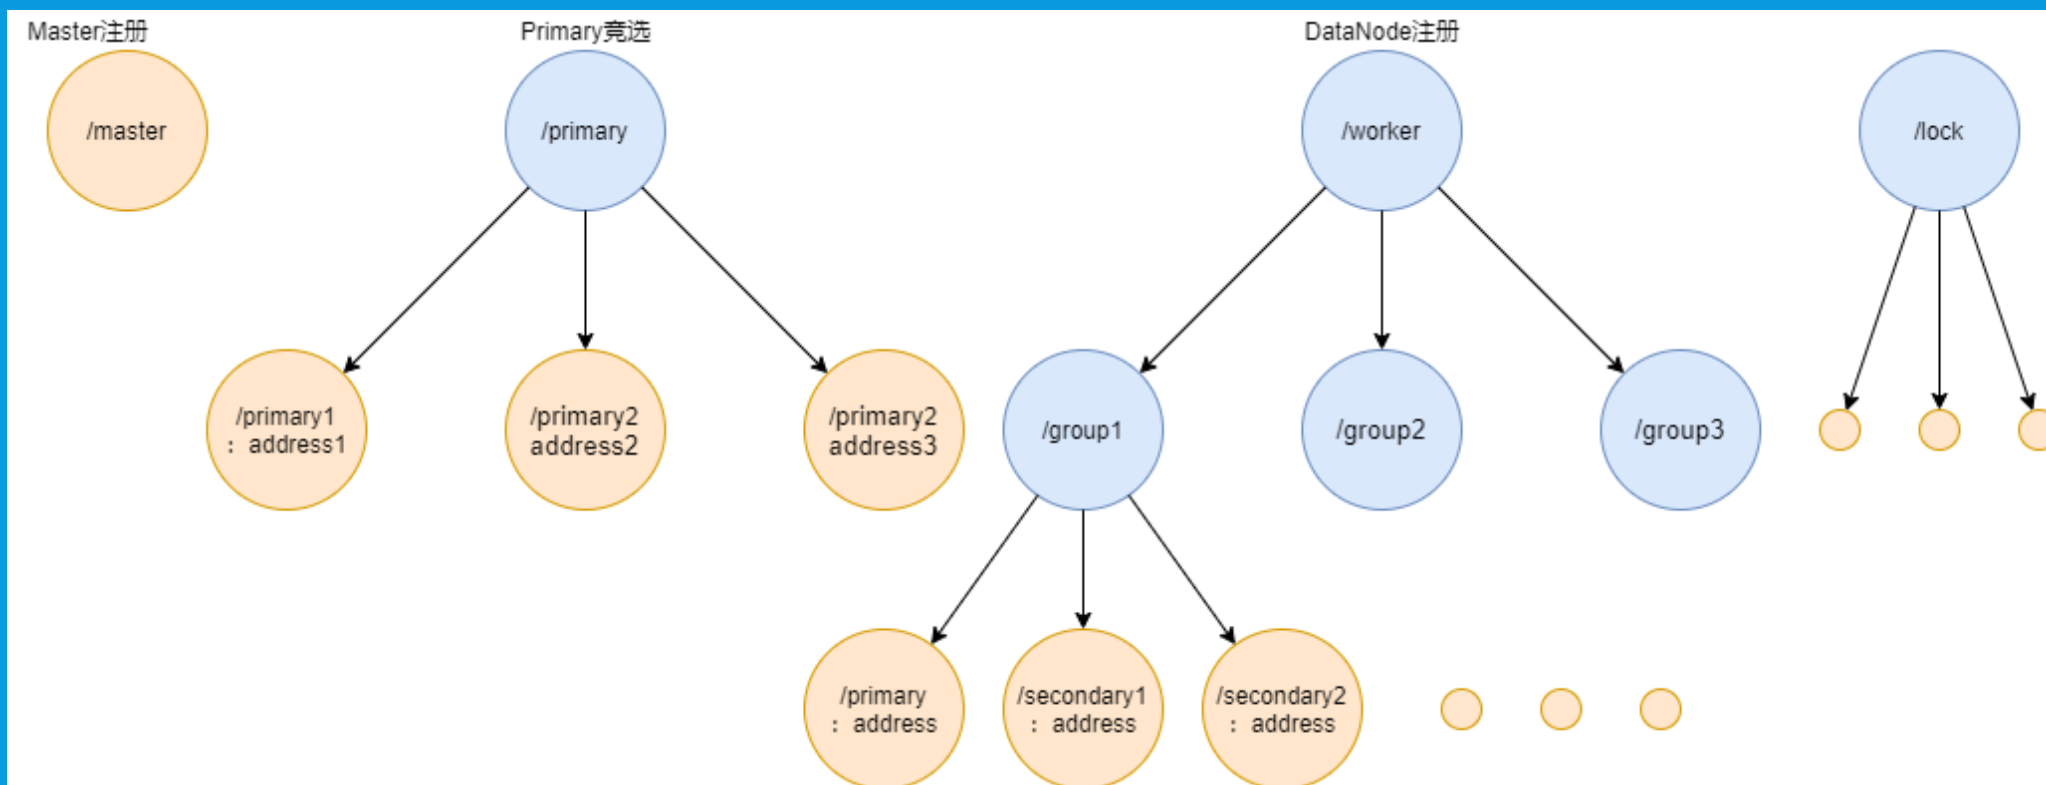 Master注册
Primary竞选
DataNode注册
/master
/primary
/worker
/lock
/primary1
：address1
/primary2
address2
/primary2
address3
/group1
/group2
/group3
/primary
：address
/secondary1
：address
/secondary2
：address